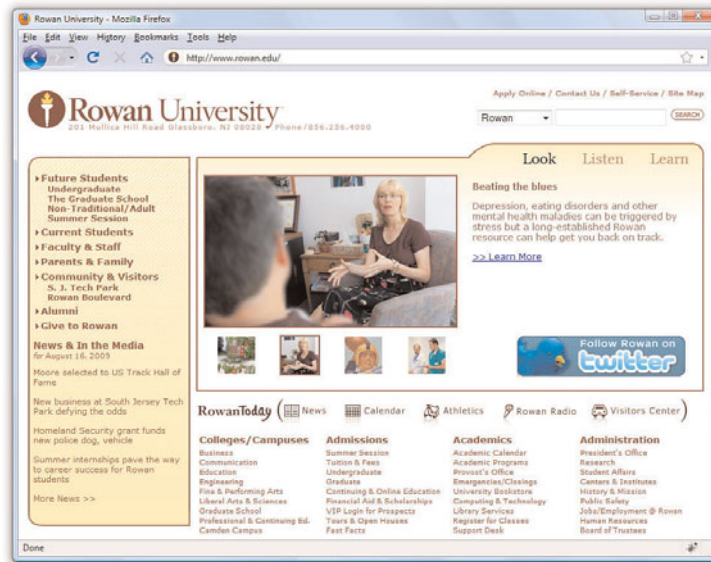 Rowan University - Mozilla Firefox
File Edit View History Bookmarks Tools Help
http://www.rowan.edu/
Apply Online / Contact Us / Self-Service / Site Map
Rowan University
201 Mullica Hill Road Glassboro, NJ 08028 Phone/856.256.4000
Rowan
SEARCH
Look Listen Learn
Future Students
Undergraduate
The Graduate School
Non-Traditional/Adult
Summer Session
Current Students
Faculty & Staff
Parents & Family
Community & Visitors
S. J. Tech Park
Rowan Boulevard
Alumni
Give to Rowan
News & In the Media
for August 16, 2009
Moore selected to US Track Hall of
Fame
New business at South Jersey Tech
Park defying the odds
Homeland Security grant funds
new police dog, vehicle
Summer internships pave the way
to career success for Rowan
students
More News >>
Beating the blues
Depression, eating disorders and other
mental health maladies can be triggered by
stress but a long-established Rowan
resource can help get you back on track.
>> Learn More
Follow Rowan on
twitter
RowanToday ( News Calendar Athletics Rowan Radio Visitors Center )
Colleges/Campuses
Business
Communication
Education
Engineering
Fine & Performing Arts
Liberal Arts & Sciences
Graduate School
Professional & Continuing Ed.
Camden Campus
Admissions
Summer Session
Tuition & Fees
Undergraduate
Graduate
Continuing & Online Education
Financial Aid & Scholarships
VIP Login for Prospects
Tours & Open Houses
Fast Facts
Academics
Academic Calendar
Academic Programs
Provost's Office
Emergencies/Closings
University Bookstore
Computing & Technology
Library Services
Register for Classes
Support Desk
Administration
President's Office
Research
Student Affairs
Centers & Institutes
History & Mission
Public Safety
Jobs/Employment @ Rowan
Human Resources
Board of Trustees
Done